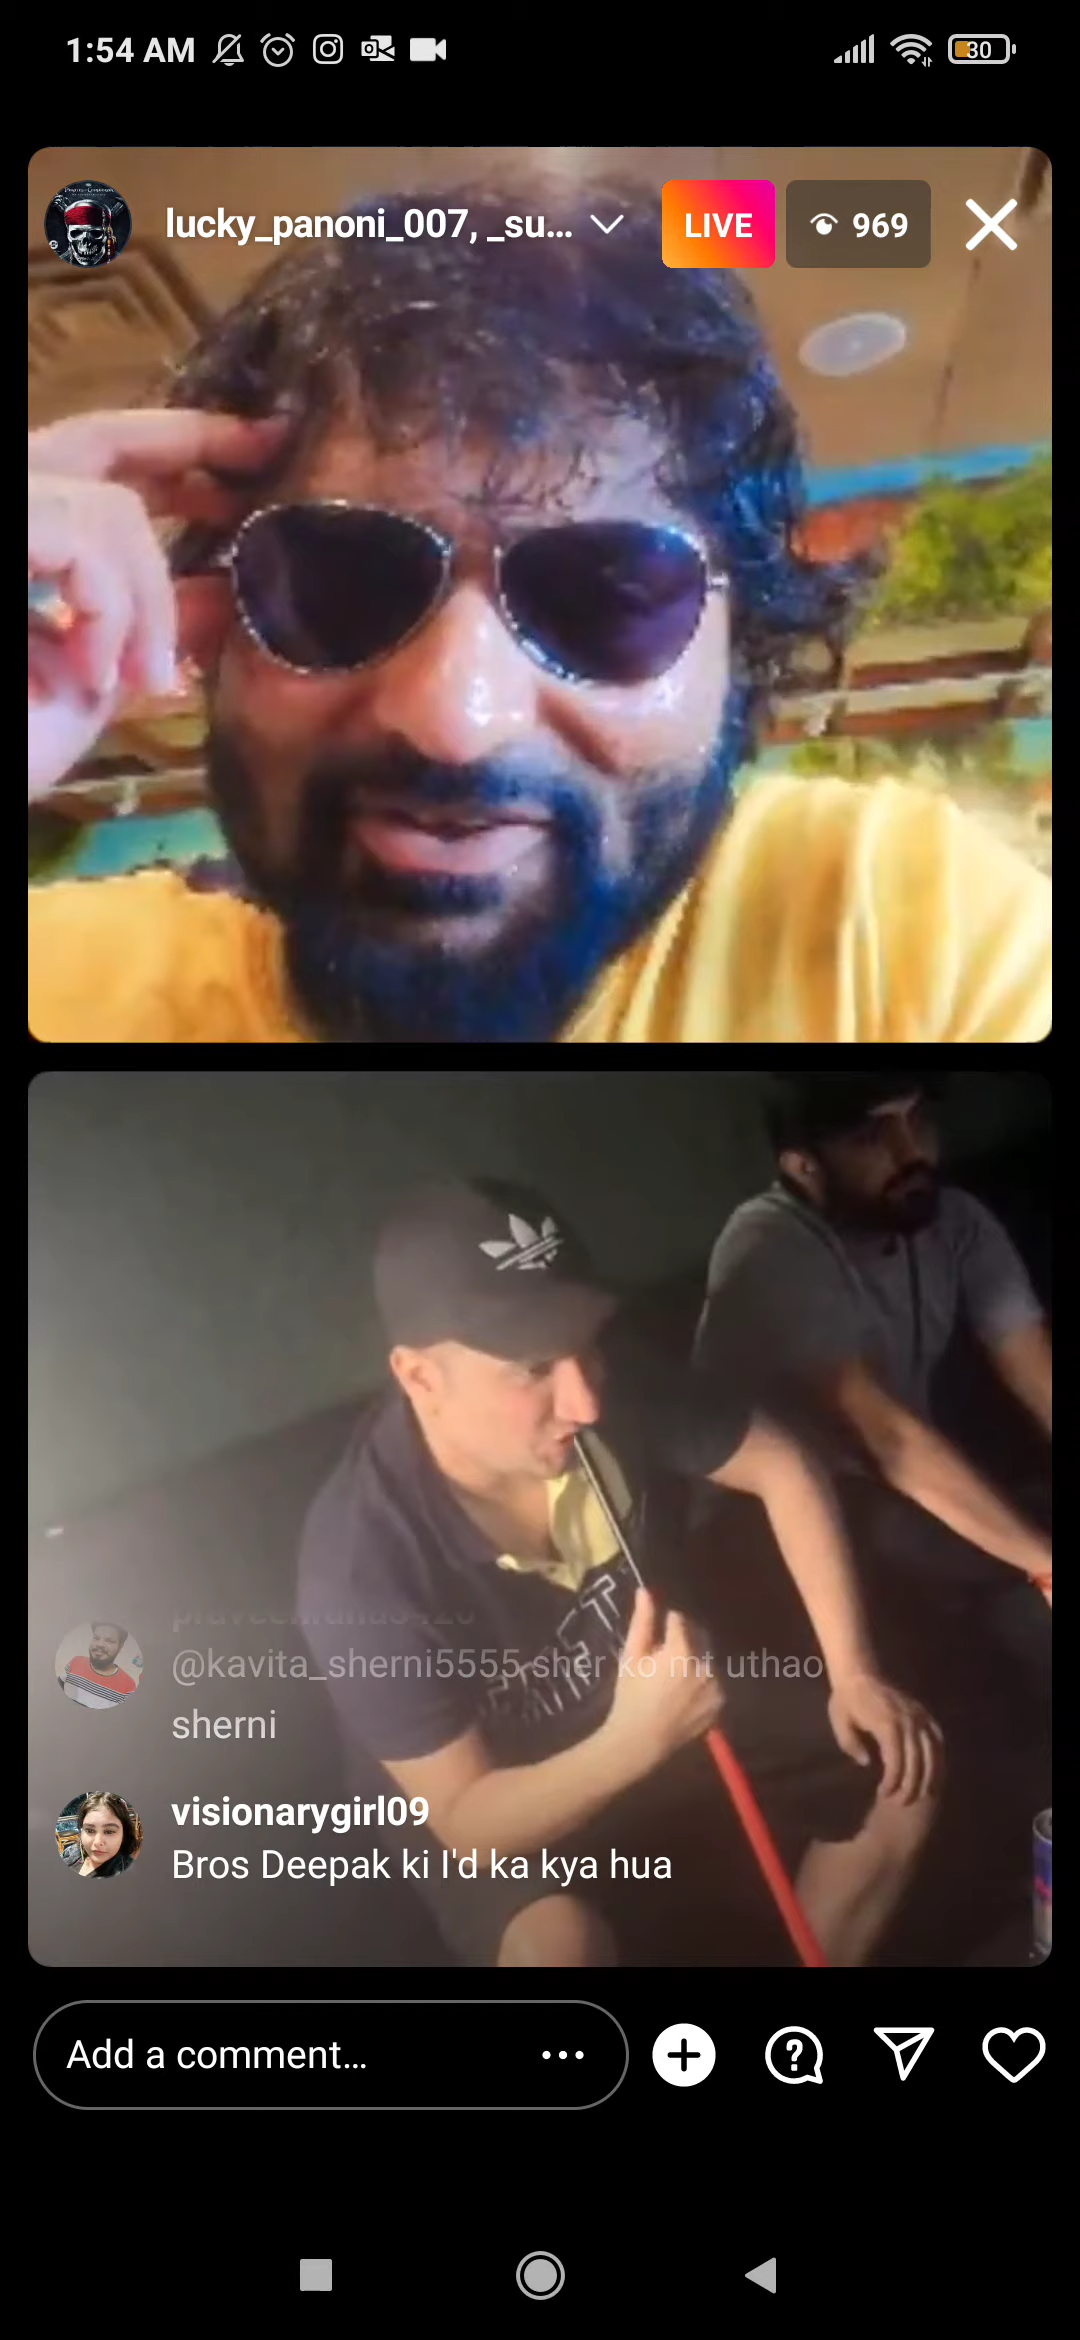 1:54 AM
30
lucky_panoni_007, _su...
LIVE
969
@kavita_sherni5555 sher ko mt uthao
sherni
visionarygirl09
Bros Deepak ki I'd ka kya hua
Add a comment...